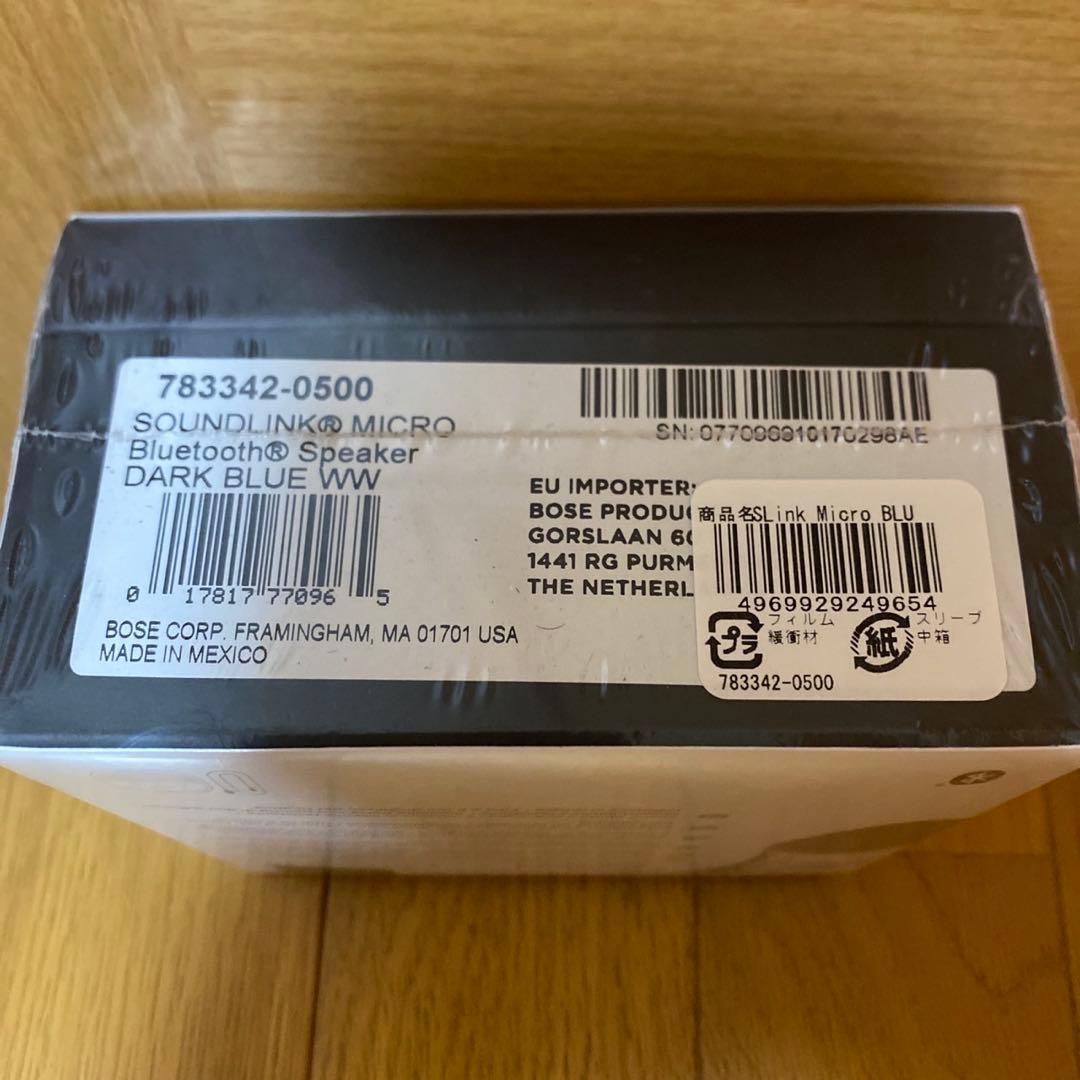 783342-0500
SOUNDLINK® MICRO
Bluetooth® Speaker
DARK BLUE WW
0 17817 77096 5
BOSE CORP. FRAMINGHAM, MA 01701 USA
MADE IN MEXICO
SN: 077096910170298AE
EU IMPORTER:
BOSE PRODUC
GORSLAAN 60
1441 RG PURM
THE NETHERL
商品名SLink Micro BLU
4969929249654
プラ フィルム 緩衝材
紙 スリーブ 中箱
783342-0500